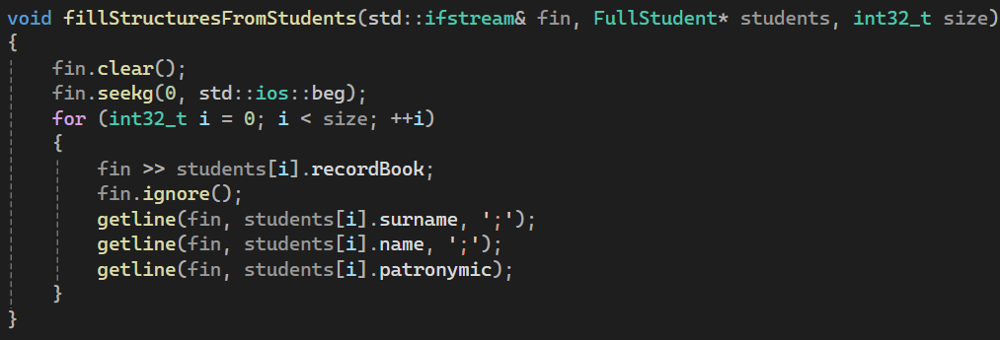 void fillStructuresFromStudents(std::ifstream& fin, FullStudent* students, int32_t size)
{
    fin.clear();
    fin.seekg(0, std::ios::beg);
    for (int32_t i = 0; i < size; ++i)
    {
        fin >> students[i].recordBook;
        fin.ignore();
        getline(fin, students[i].surname, ';');
        getline(fin, students[i].name, ';');
        getline(fin, students[i].patronymic);
    }
}